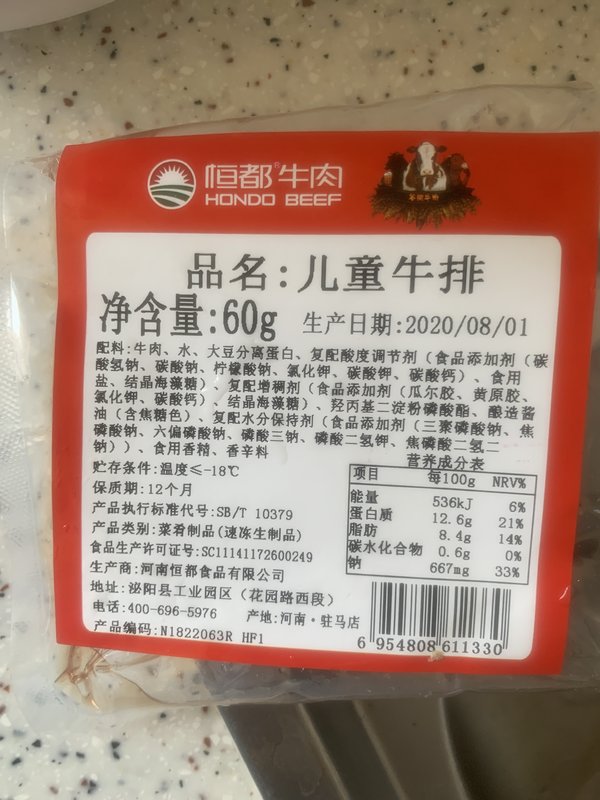 恒都®牛肉
HONDO BEEF
品名:儿童牛排
净含量:60g 生产日期:2020/08/01
配料:牛肉、水、大豆分离蛋白、复配酸度调节剂（食品添加剂（碳
酸氢钠、碳酸钠、柠檬酸钠、氯化钾、碳酸钾、碳酸钙）、食用
盐、结晶海藻糖）、复配增稠剂（食品添加剂（瓜尔胶、黄原胶、
氯化钾、碳酸钙）、结晶海藻糖）、羟丙基二淀粉磷酸酯、酿造酱
油（含焦糖色）、复配水分保持剂（食品添加剂（三聚磷酸钠、焦
磷酸钠、六偏磷酸钠、磷酸三钠、磷酸二氢钾、焦磷酸二氢二
钠））、食用香精、香辛料
贮存条件:温度≤-18℃
保质期:12个月
产品执行标准代号:SB/T 10379
产品类别:菜肴制品(速冻生制品)
食品生产许可证号:SC11141172600249
生产商:河南恒都食品有限公司
地址:泌阳县工业园区（花园路西段）
电话:400-696-5976 产地:河南·驻马店
产品编码:N1822063R HF1
营养成分表
项目 每100g NRV%
能量 536kJ 6%
蛋白质 12.6g 21%
脂肪 8.4g 14%
碳水化合物 0.6g 0%
钠 667mg 33%
6 954808 611330